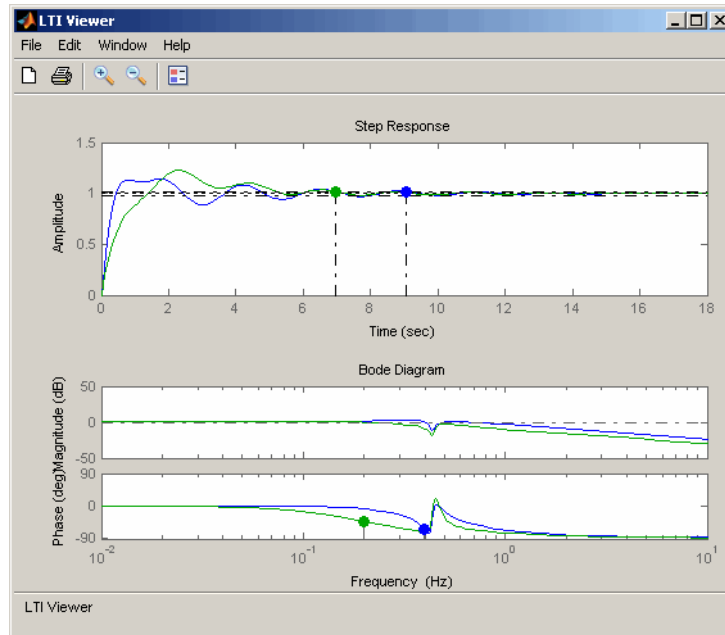 LTI Viewer
File Edit Window Help
Step Response
1.5
1
0.5
0
Amplitude
0 2 4 6 8 10 12 14 16 18
Time (sec)
Bode Diagram
50
0
-50
Magnitude (dB)
90
0
-90
Phase (deg)
10^-2 10^-1 10^0 10^1
Frequency (Hz)
LTI Viewer